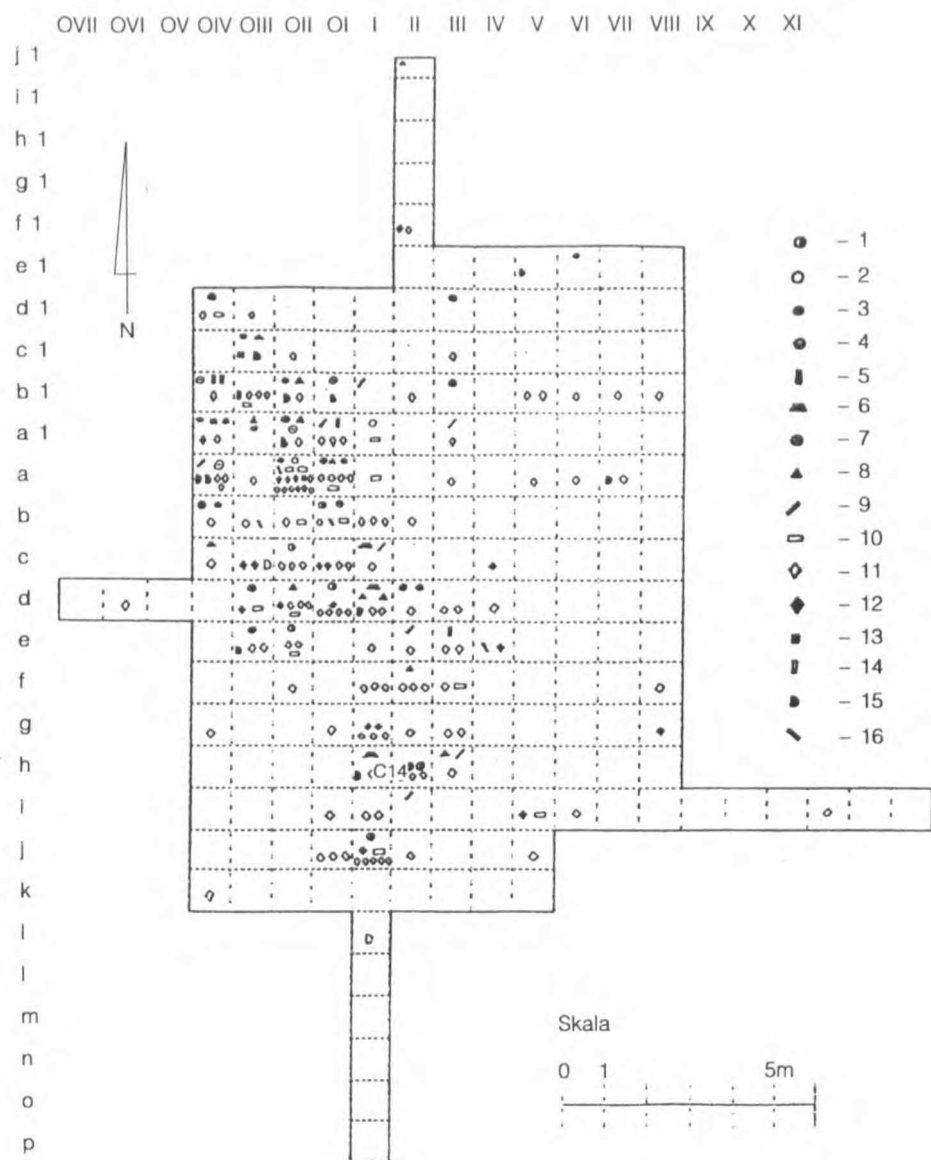 OVII OVI OV OIV OIII OII OI I II III IV V VI VII VIII IX X XI
j 1
i 1
h 1
g 1
f 1
e 1
d 1
c 1
b 1
a 1
a
b
c
d
e
f
g
h
i
j
k
l
l
m
n
o
p
N
– 1
– 2
– 3
– 4
– 5
– 6
– 7
– 8
– 9
– 10
– 11
– 12
– 13
– 14
– 15
– 16
C14
Skala
0 1 5m